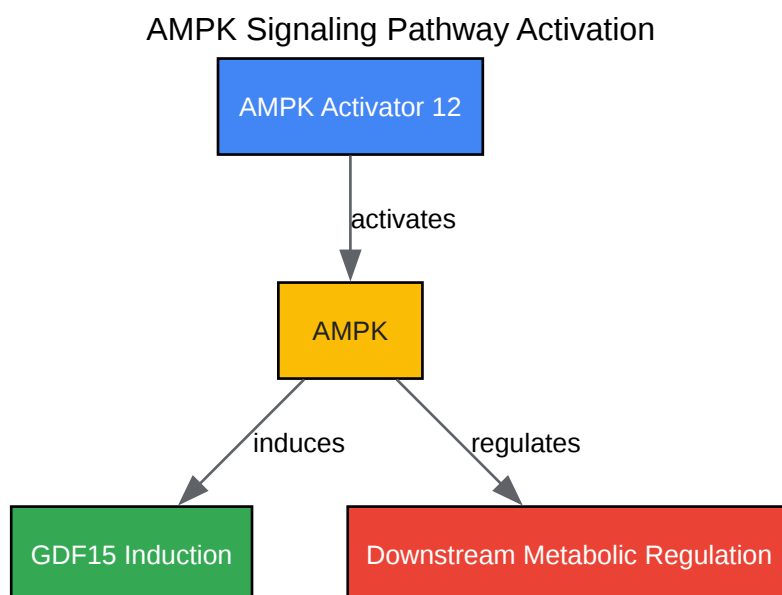 AMPK Signaling Pathway Activation
AMPK Activator 12
activates
AMPK
induces
regulates
GDF15 Induction
Downstream Metabolic Regulation